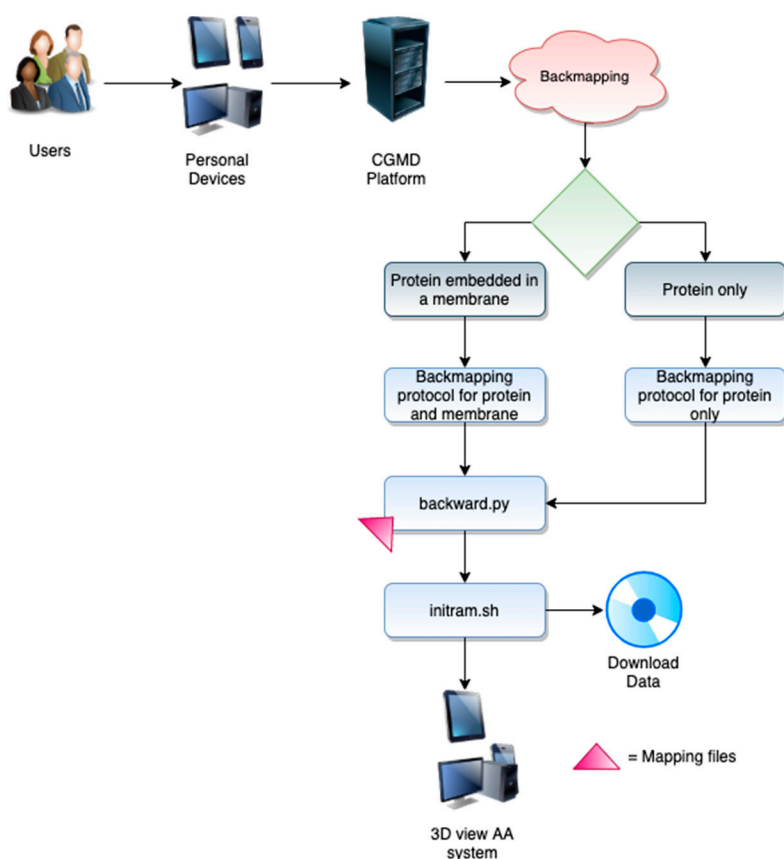 Backmapping
Users
Personal
Devices
CGMD
Platform
Protein embedded in
a membrane
Protein only
Backmapping
protocol for protein
and membrane
Backmapping
protocol for protein
only
backward.py
initram.sh
Download
Data
= Mapping files
3D view AA
system